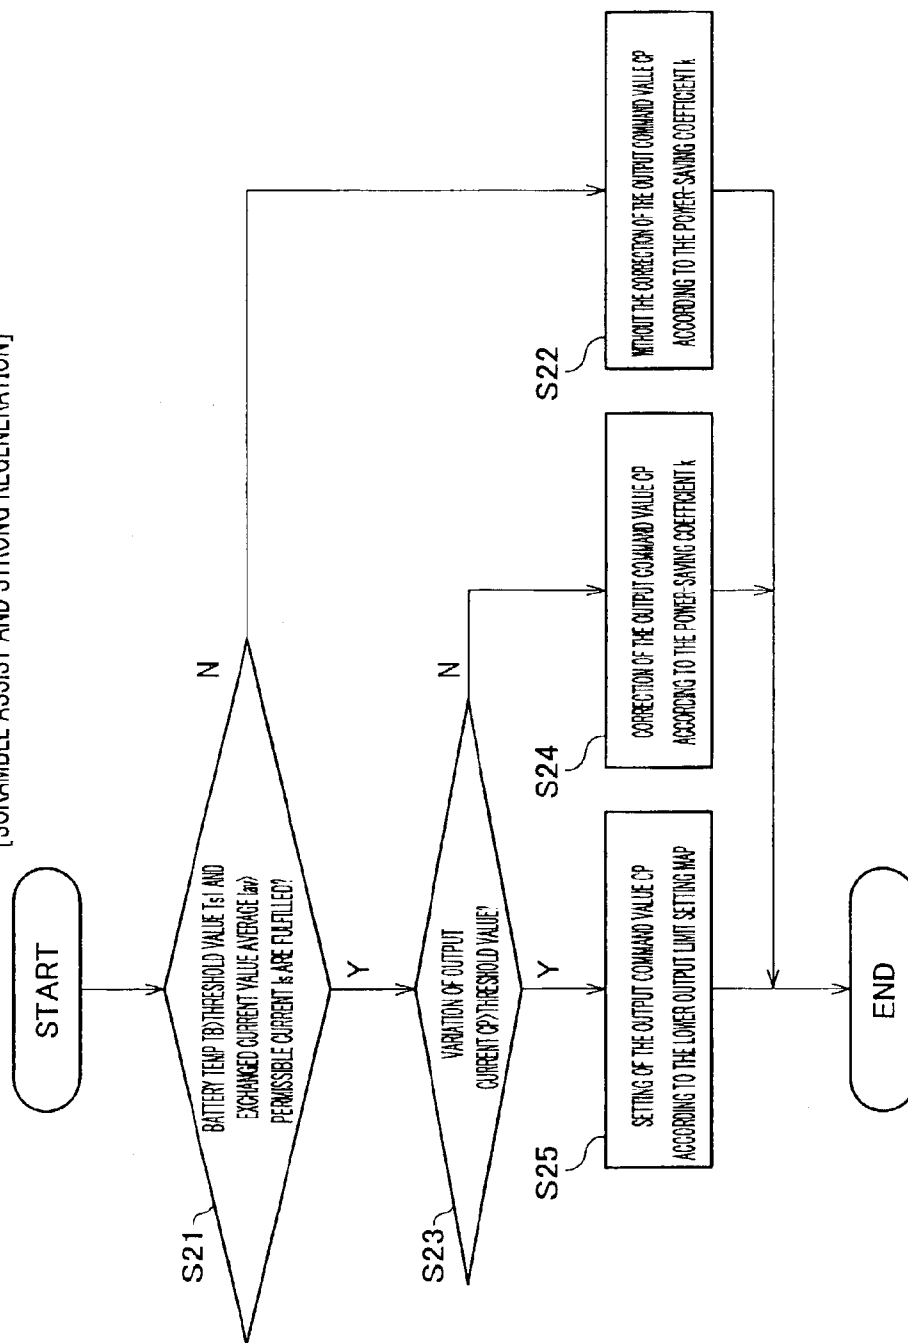 [SCRAMBLE ASSIST AND STRONG REGENERATION]
START
S21
BATTERY TEMP TB>THRESHOLD VALUE Ts1 AND
EXCHANGED CURRENT VALUE AVERAGE Iav>
PERMISSIBLE CURRENT Is ARE FULFILLED?
N
Y
S23
VARIATION OF OUTPUT
CURRENT CP>THRESHOLD VALUE?
N
Y
S25
SETTING OF THE OUTPUT COMMAND VALUE CP
ACCORDING TO THE LOWER OUTPUT LIMIT SETTING MAP
S24
CORRECTION OF THE OUTPUT COMMAND VALUE CP
ACCORDING TO THE POWER-SAVING COEFFICIENT k
S22
WITHOUT THE CORRECTION OF THE OUTPUT COMMAND VALLE CP
ACCORDING TO THE POWER-SAVING COEFFICIENT k
END